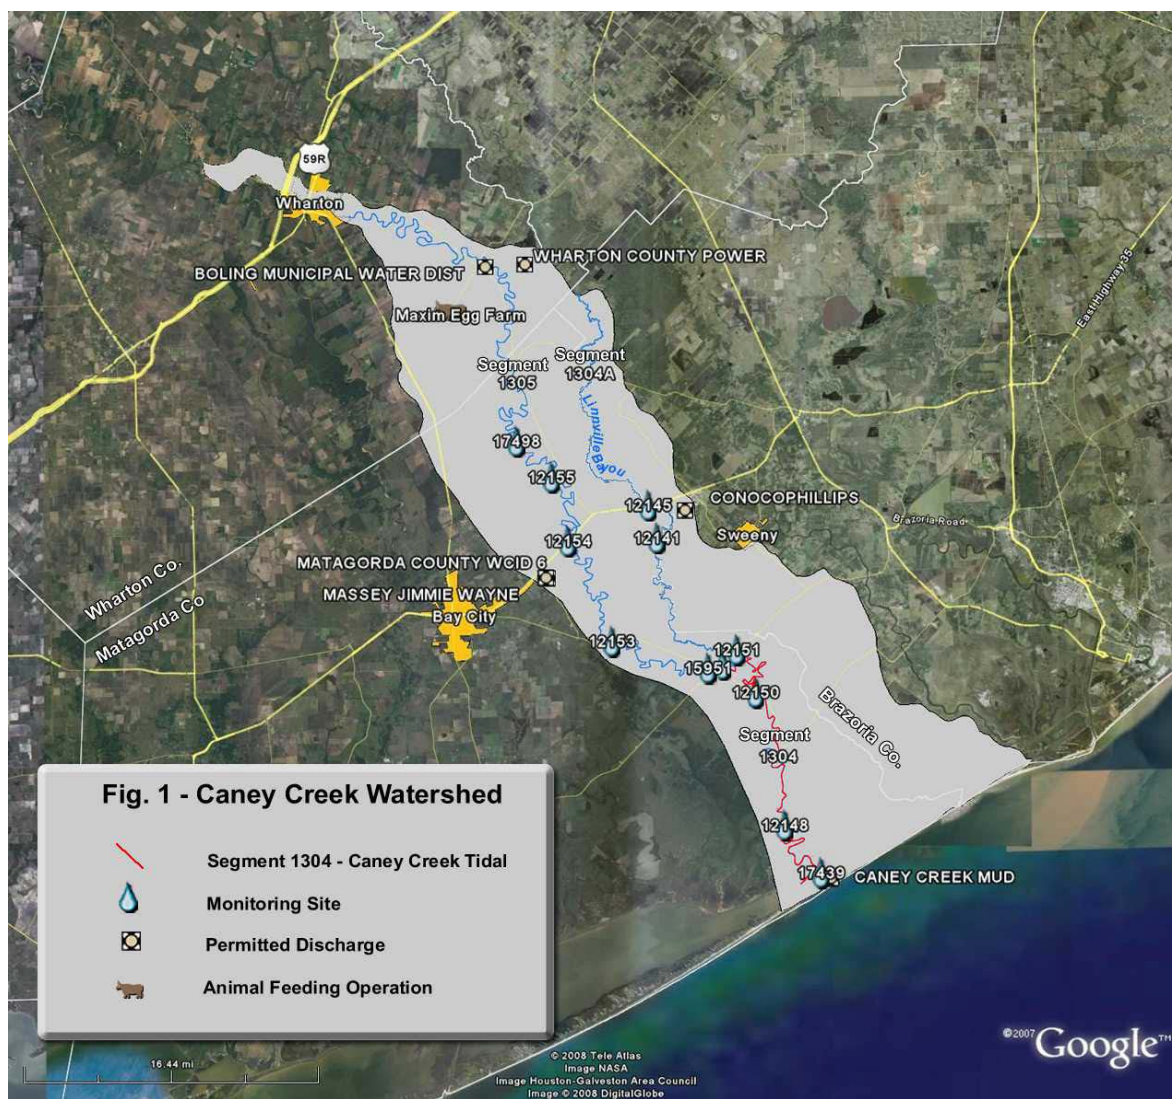 59R
Wharton
WHARTON COUNTY POWER
BOLING MUNICIPAL WATER DIST
Maxim Egg Farm
East Highway 35
Segment
1305
Segment
1304A
Linnville Bayou
17498
12155
12145
CONOCOPHILLIPS
Brazoria Road
Sweeny
12154
12141
MATAGORDA COUNTY WCID 6
Wharton Co.
Matagorda Co
MASSEY JIMMIE WAYNE
Bay City
12153
12151
15951
12150
Brazoria Co.
Segment
1304
12148
17439
CANEY CREEK MUD
Fig. 1 - Caney Creek Watershed
Segment 1304 - Caney Creek Tidal
Monitoring Site
Permitted Discharge
Animal Feeding Operation
16.44 mi
©2007 Google™
© 2008 Tele Atlas
Image NASA
Image Houston-Galveston Area Council
Image © 2008 DigitalGlobe